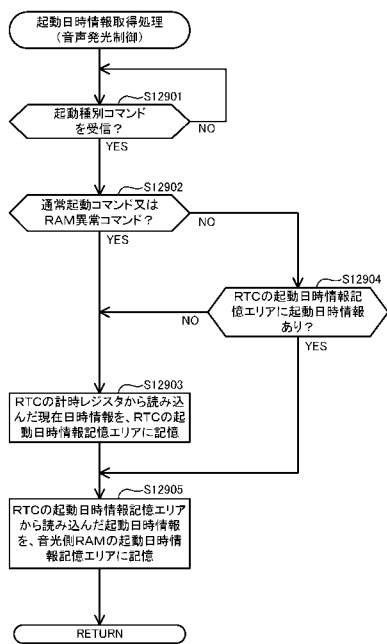 起動日時情報取得処理
（音声発光制御）
S12901
起動種別コマンド
を受信？
NO
YES
S12902
通常起動コマンド又は
RAM異常コマンド？
NO
YES
S12904
RTCの起動日時情報記
憶エリアに起動日時情報
あり？
NO
YES
S12903
RTCの計時レジスタから読み込
んだ現在日時情報を、RTCの起
動日時情報記憶エリアに記憶
S12905
RTCの起動日時情報記憶エリア
から読み込んだ起動日時情報
を、音光側RAMの起動日時情
報記憶エリアに記憶
RETURN